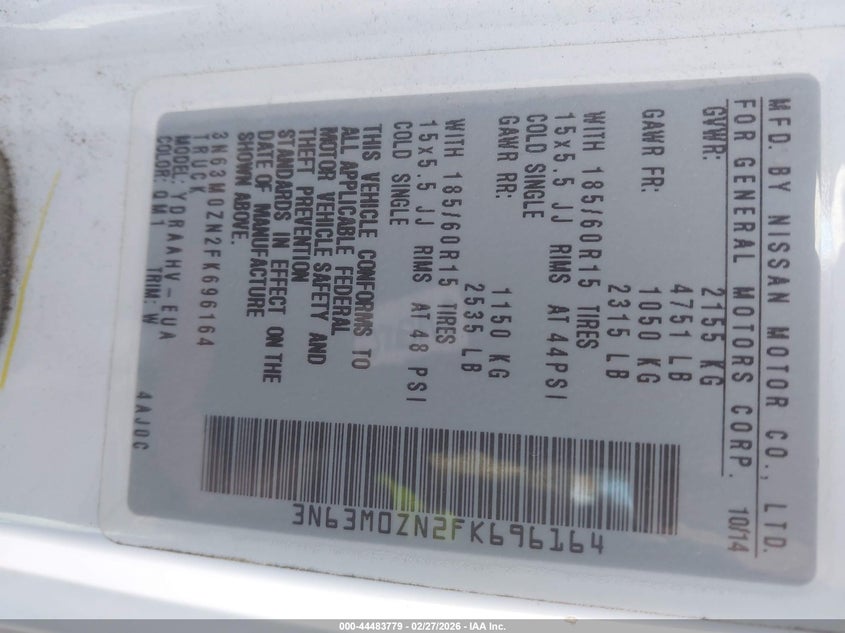 MFD. BY NISSAN MOTOR CO., LTD.
FOR GENERAL MOTORS CORP. 10/14
GVWR: 2155 KG
4751 LB
GAWR FR: 1050 KG
2315 LB
WITH 185/60R15 TIRES
15x5.5 JJ RIMS AT 44PSI
COLD SINGLE
GAWR RR: 1150 KG
2535 LB
WITH 185/60R15 TIRES
15x5.5 JJ RIMS AT 48 PSI
COLD SINGLE
THIS VEHICLE CONFORMS TO
ALL APPLICABLE FEDERAL
MOTOR VEHICLE SAFETY AND
THEFT PREVENTION
STANDARDS IN EFFECT ON THE
DATE OF MANUFACTURE
SHOWN ABOVE.
3N63M0ZN2FK696164
TRUCK
MODEL: YDRAAHV-EUA
COLOR: QM1 TRIM: W 4AJ0G
3N63M0ZN2FK696164
000-44483779 - 02/27/2026 - IAA Inc.